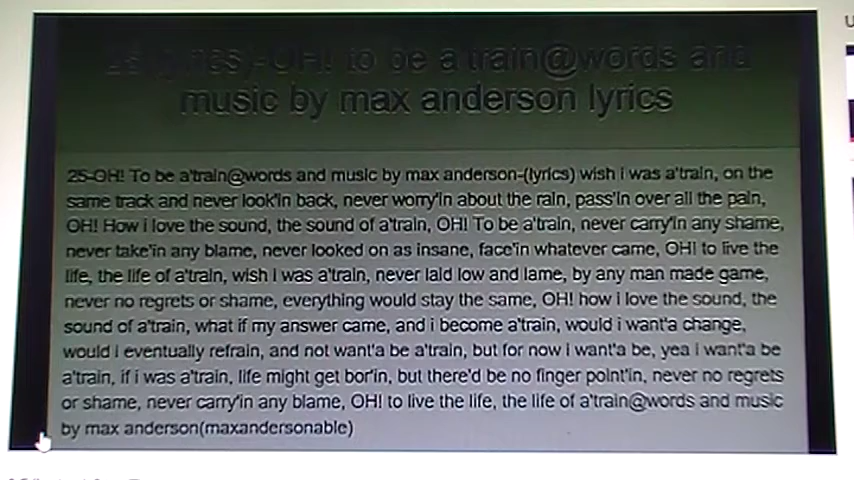 25-(lyrics)-OH! to be a'train@words and
music by max anderson lyrics
25-OH! To be a'train@words and music by max anderson-(lyrics) wish i was a'train, on the
same track and never look'in back, never worry'in about the rain, pass'in over all the pain,
OH! How i love the sound, the sound of a'train, OH! To be a'train, never carry'in any shame,
never take'in any blame, never looked on as insane, face'in whatever came, OH! to live the
life, the life of a'train, wish i was a'train, never laid low and lame, by any man made game,
never no regrets or shame, everything would stay the same, OH! how i love the sound, the
sound of a'train, what if my answer came, and i become a'train, would i want'a change,
would i eventually refrain, and not want'a be a'train, but for now i want'a be, yea i want'a be
a'train, if i was a'train, life might get bor'in, but there'd be no finger point'in, never no regrets
or shame, never carry'in any blame, OH! to live the life, the life of a'train@words and music
by max anderson(maxandersonable)